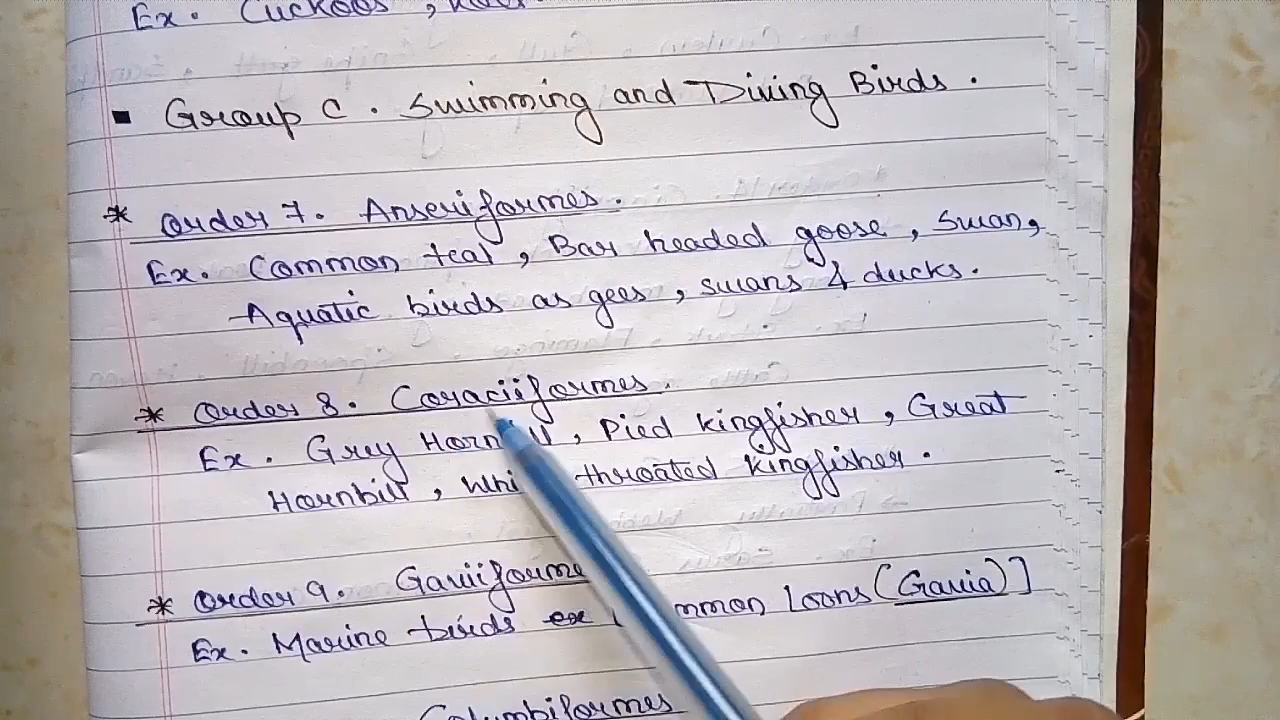 Ex. Cuckoos,
▪ Group C. Swimming and Diving Birds.
* Order 7. Anseriformes.
Ex. Common teal, Bar headed goose, Swan,
Aquatic birds as gees, swans & ducks.
* Order 8. Coraciiformes.
Ex. Grey Horn ll, Pied kingfisher, Great
Hornbill, whi throated kingfisher.
* Order 9. Gaviiforme
Ex. Marine birds ex mmon Loons (Gavia)]
Columbiformes